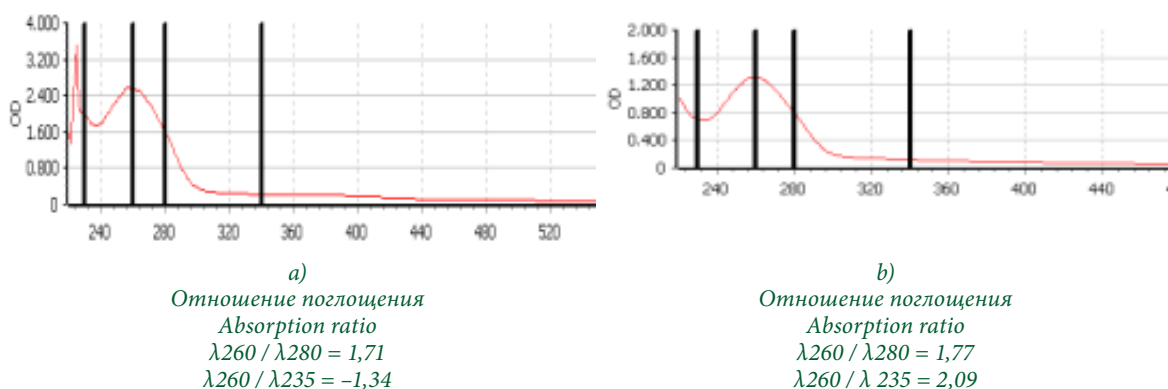 4.000
3.200
2.400
1.600
0.800
0
OD
240 280 320 360 400 440 480 520
a)
Отношение поглощения
Absorption ratio
λ260 / λ280 = 1,71
λ260 / λ235 = –1,34
2.000
1.600
1.200
0.800
0.400
0
OD
240 280 320 360 400 440
b)
Отношение поглощения
Absorption ratio
λ260 / λ280 = 1,77
λ260 / λ 235 = 2,09